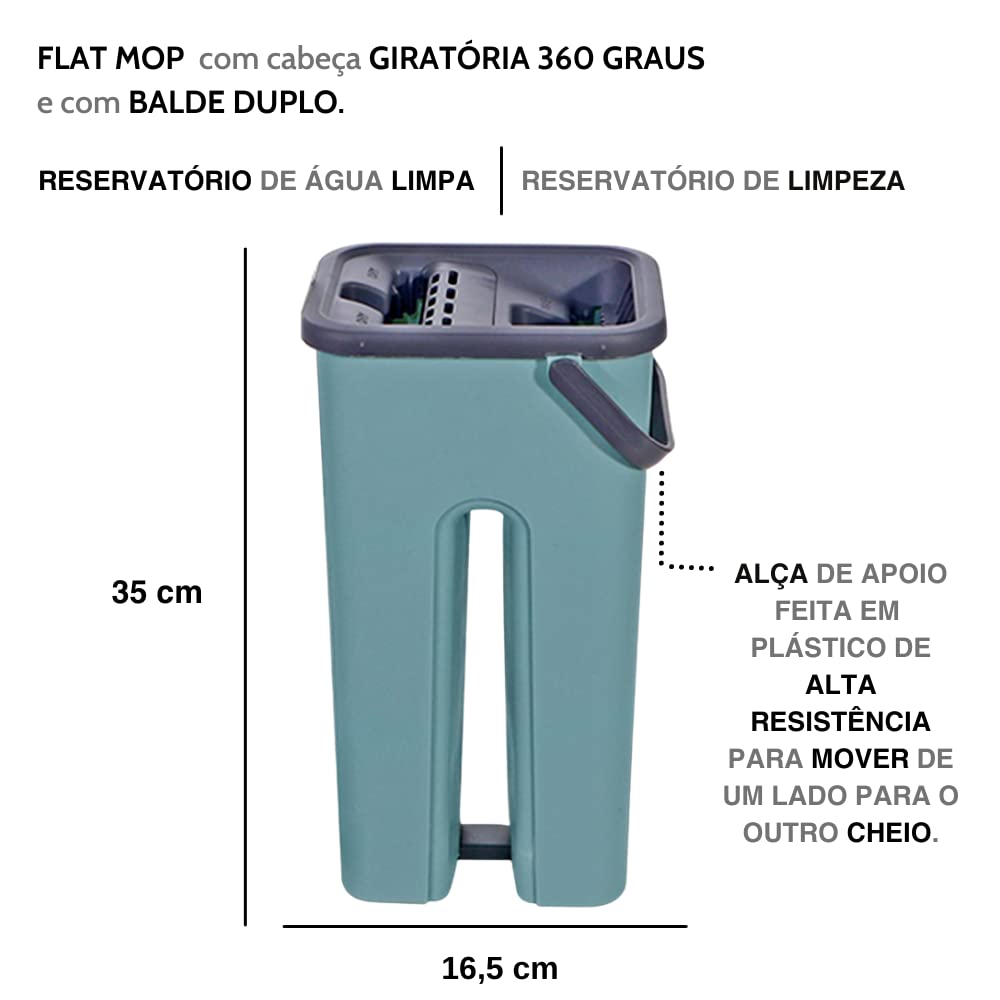 FLAT MOP com cabeça GIRATÓRIA 360 GRAUS
e com BALDE DUPLO.
RESERVATÓRIO DE ÁGUA LIMPA
RESERVATÓRIO DE LIMPEZA
35 cm
ALÇA DE APOIO
FEITA EM
PLÁSTICO DE
ALTA
RESISTÊNCIA
PARA MOVER DE
UM LADO PARA O
OUTRO CHEIO.
16,5 cm